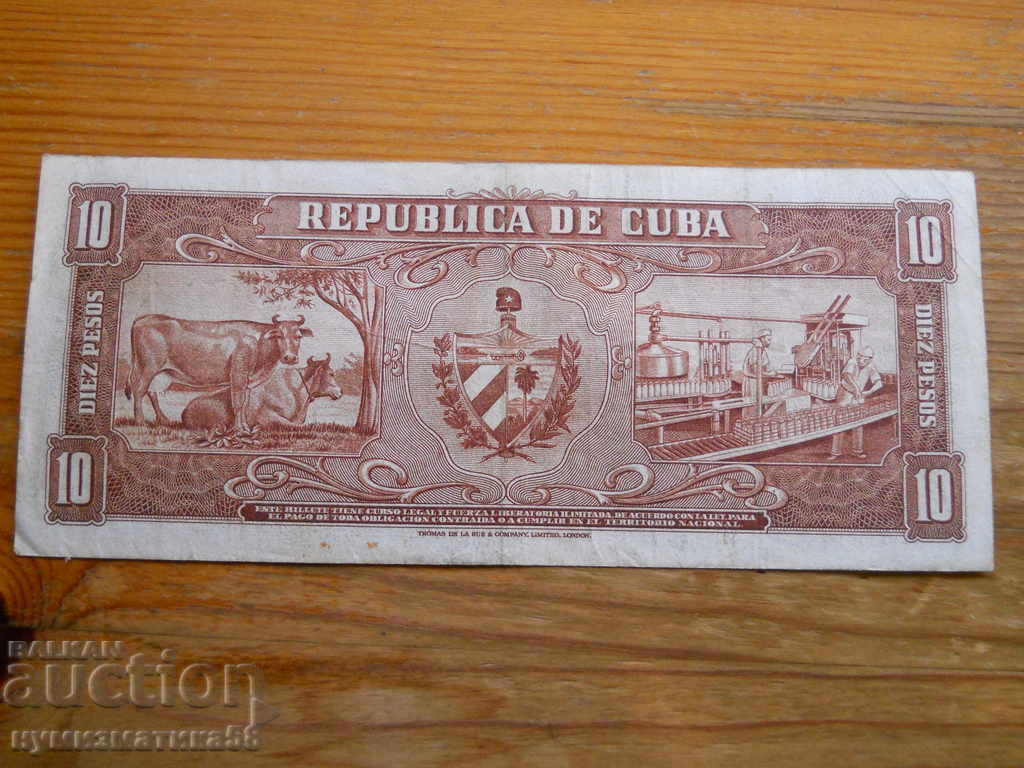 10
REPUBLICA DE CUBA
10
DIEZ PESOS
DIEZ PESOS
10
10
ESTE BILLETE TIENE CURSO LEGAL Y FUERZA LIBERATORIA ILIMITADA, DE ACUERDO CON LA LEY, PARA
EL PAGO DE TODA OBLIGACION CONTRAIDA O A CUMPLIR EN EL TERRITORIO NACIONAL.
THOMAS DE LA RUE & COMPANY, LIMITED, LONDON.
BALKAN
auction
нумизматика58